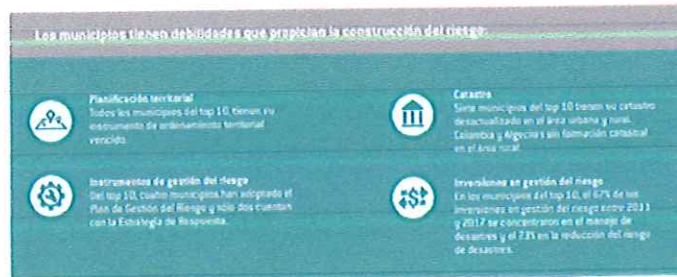 Los municipios tienen debilidades que propician la construcción del riesgo:
Planificación territorial
Todos los municipios del top 10, tienen su
instrumento de ordenamiento territorial
vencido.
Instrumentos de gestión del riesgo
Del top 10, cuatro municipios han adoptado el
Plan de Gestión del Riesgo y sólo dos cuentan
con la Estrategia de Respuesta.
Catastro
Siete municipios del top 10 tienen su catastro
desactualizado en el área urbana y rural.
Colombia y Algeciras sin formación catastral
en el área rural
Inversiones en gestión del riesgo
En los municipios del top 10, el 67% de las
inversiones en gestión del riesgo entre 2011
y 2017 se concentraron en el manejo de
desastres y el 23% en la reducción del riesgo
de desastres.